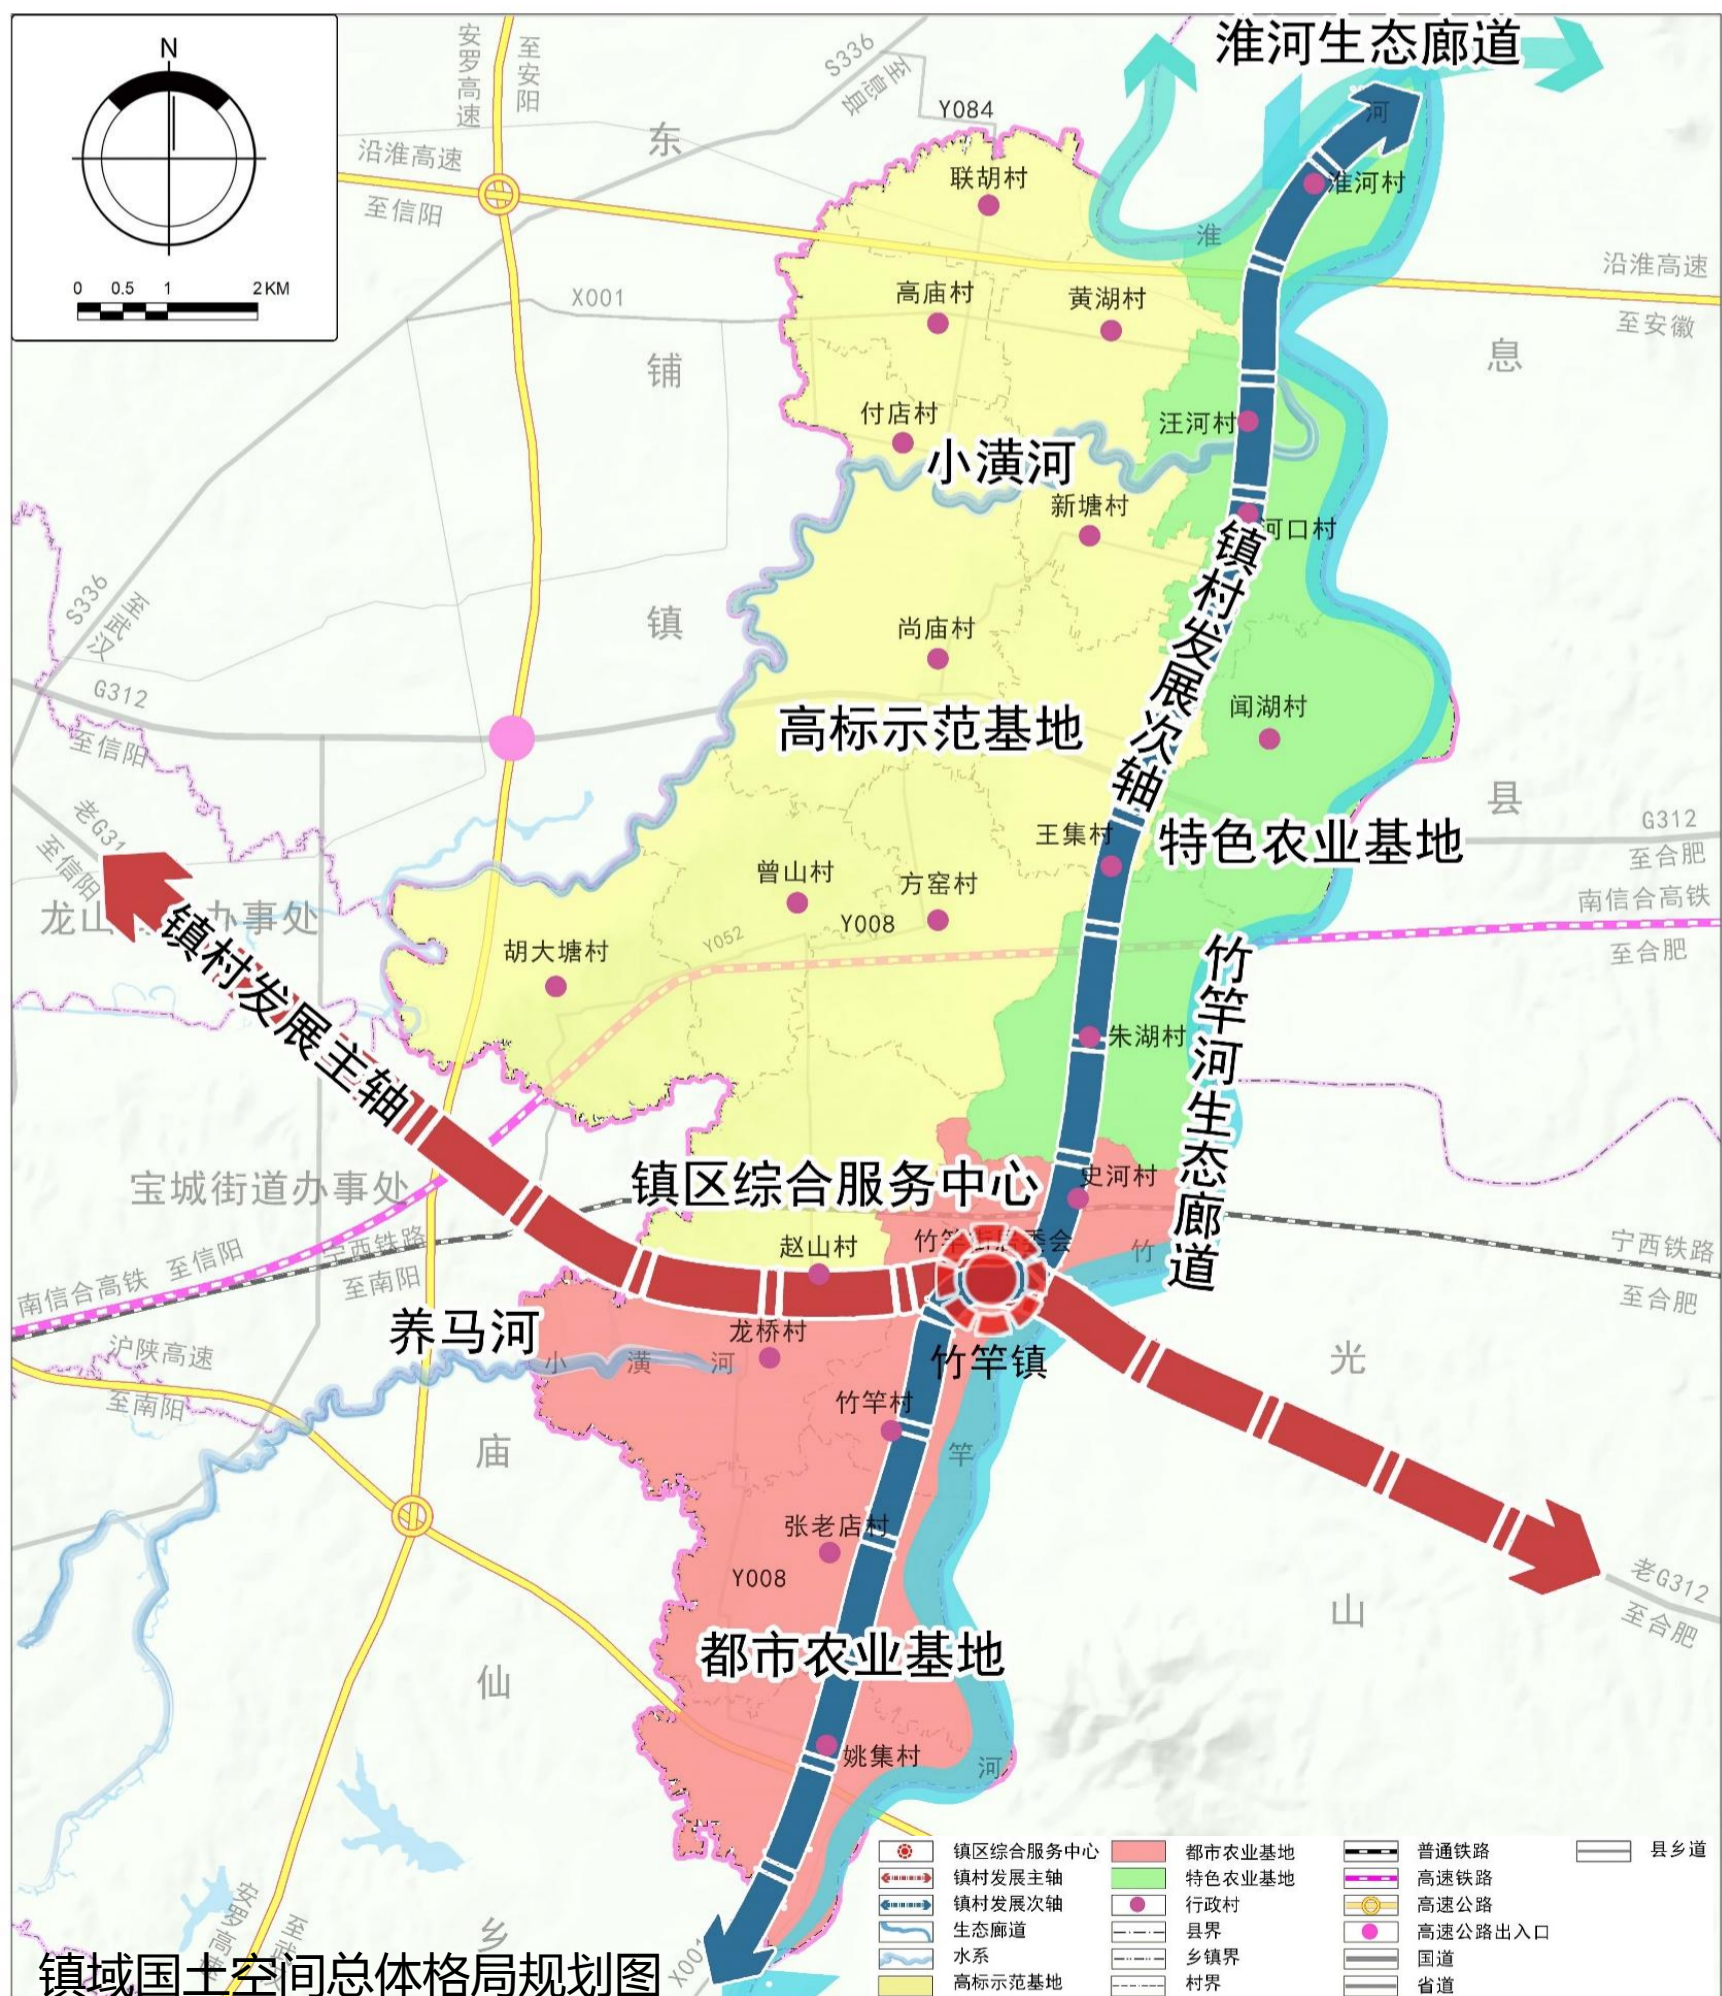 淮河生态廊道
N
0 0.5 1 2KM
安罗高速
至安阳
S336
至息县
Y084
沿淮高速
至信阳
东
联胡村
河
淮河村
淮
沿淮高速
至安徽
X001
高庙村
黄湖村
铺
息
付店村
汪河村
小潢河
新塘村
河口村
S336
至武汉
镇
尚庙村
镇村发展次轴
G312
至信阳
闻湖村
高标示范基地
县
G312
至合肥
老G31
至信阳
王集村
特色农业基地
曾山村
方窑村
Y008
Y052
南信合高铁
至合肥
龙山
办事处
镇村发展主轴
胡大塘村
竹竿河生态廊道
朱湖村
宝城街道办事处
镇区综合服务中心
史河村
赵山村
竹
宁西铁路
至合肥
南信合高铁 至信阳
宁西铁路
至南阳
养马河
龙桥村
小 潢 河
竹竿镇
沪陕高速
至南阳
光
竹竿村
竿
庙
张老店村
Y008
老G312
至合肥
山
都市农业基地
仙
姚集村
河
乡
X001
镇域国土空间总体格局规划图
镇区综合服务中心
镇村发展主轴
镇村发展次轴
生态廊道
水系
高标示范基地
都市农业基地
特色农业基地
行政村
县界
乡镇界
村界
普通铁路
高速铁路
高速公路
高速公路出入口
国道
省道
县乡道